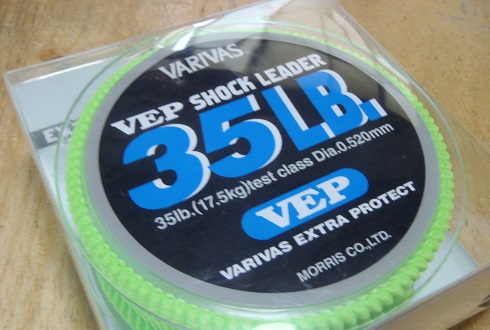 VARIVAS
VEP SHOCK LEADER
35LB.
35lb.(17.5kg)test class Dia.0.520mm
VEP
VARIVAS EXTRA PROTECT
MORRIS CO.,LTD.